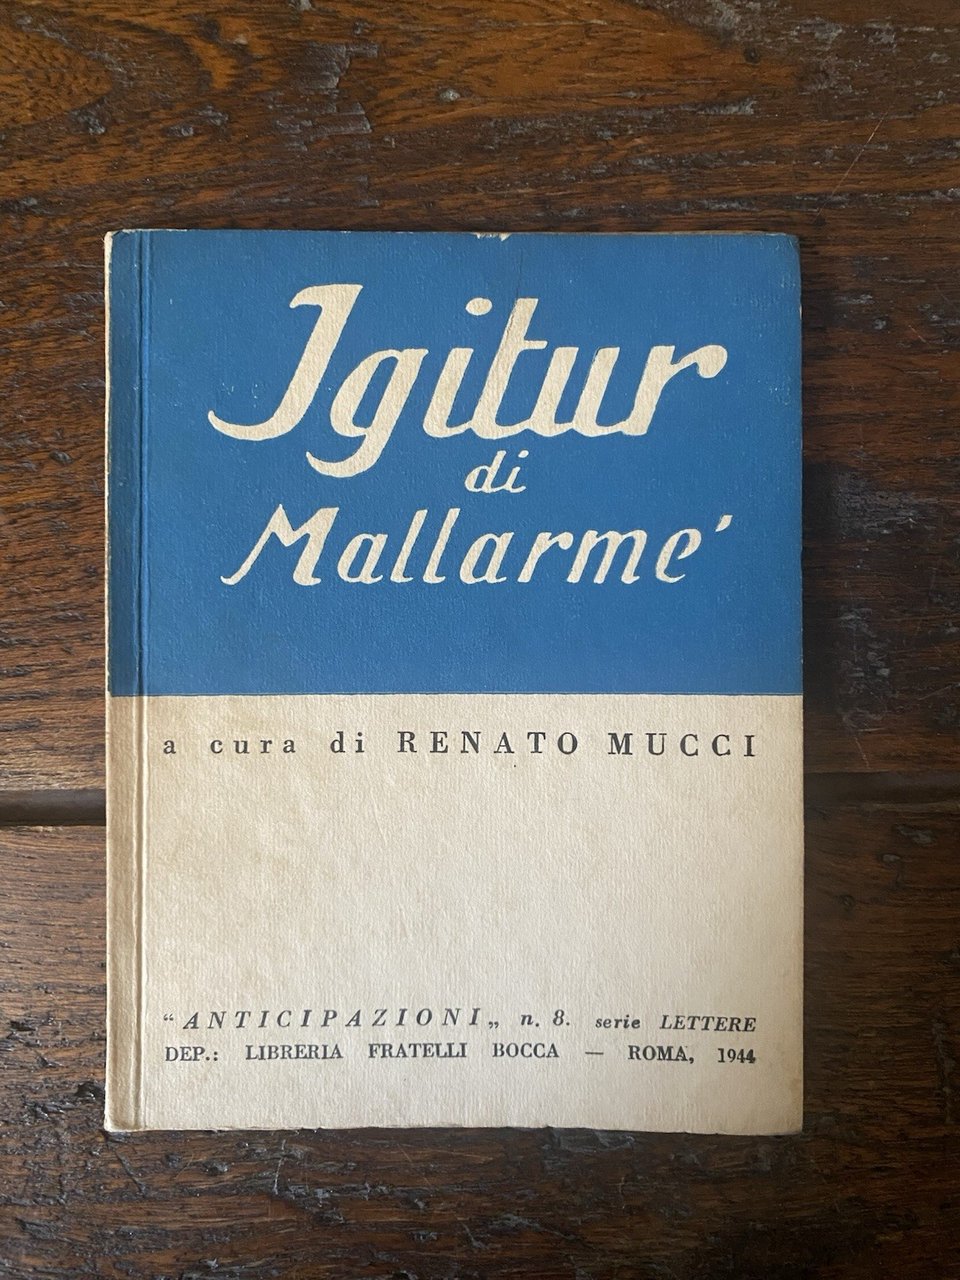 Igitur
di
Mallarme'
a cura di RENATO MUCCI
“ANTICIPAZIONI„ n. 8. serie LETTERE
DEP.: LIBRERIA FRATELLI BOCCA — ROMA, 1944